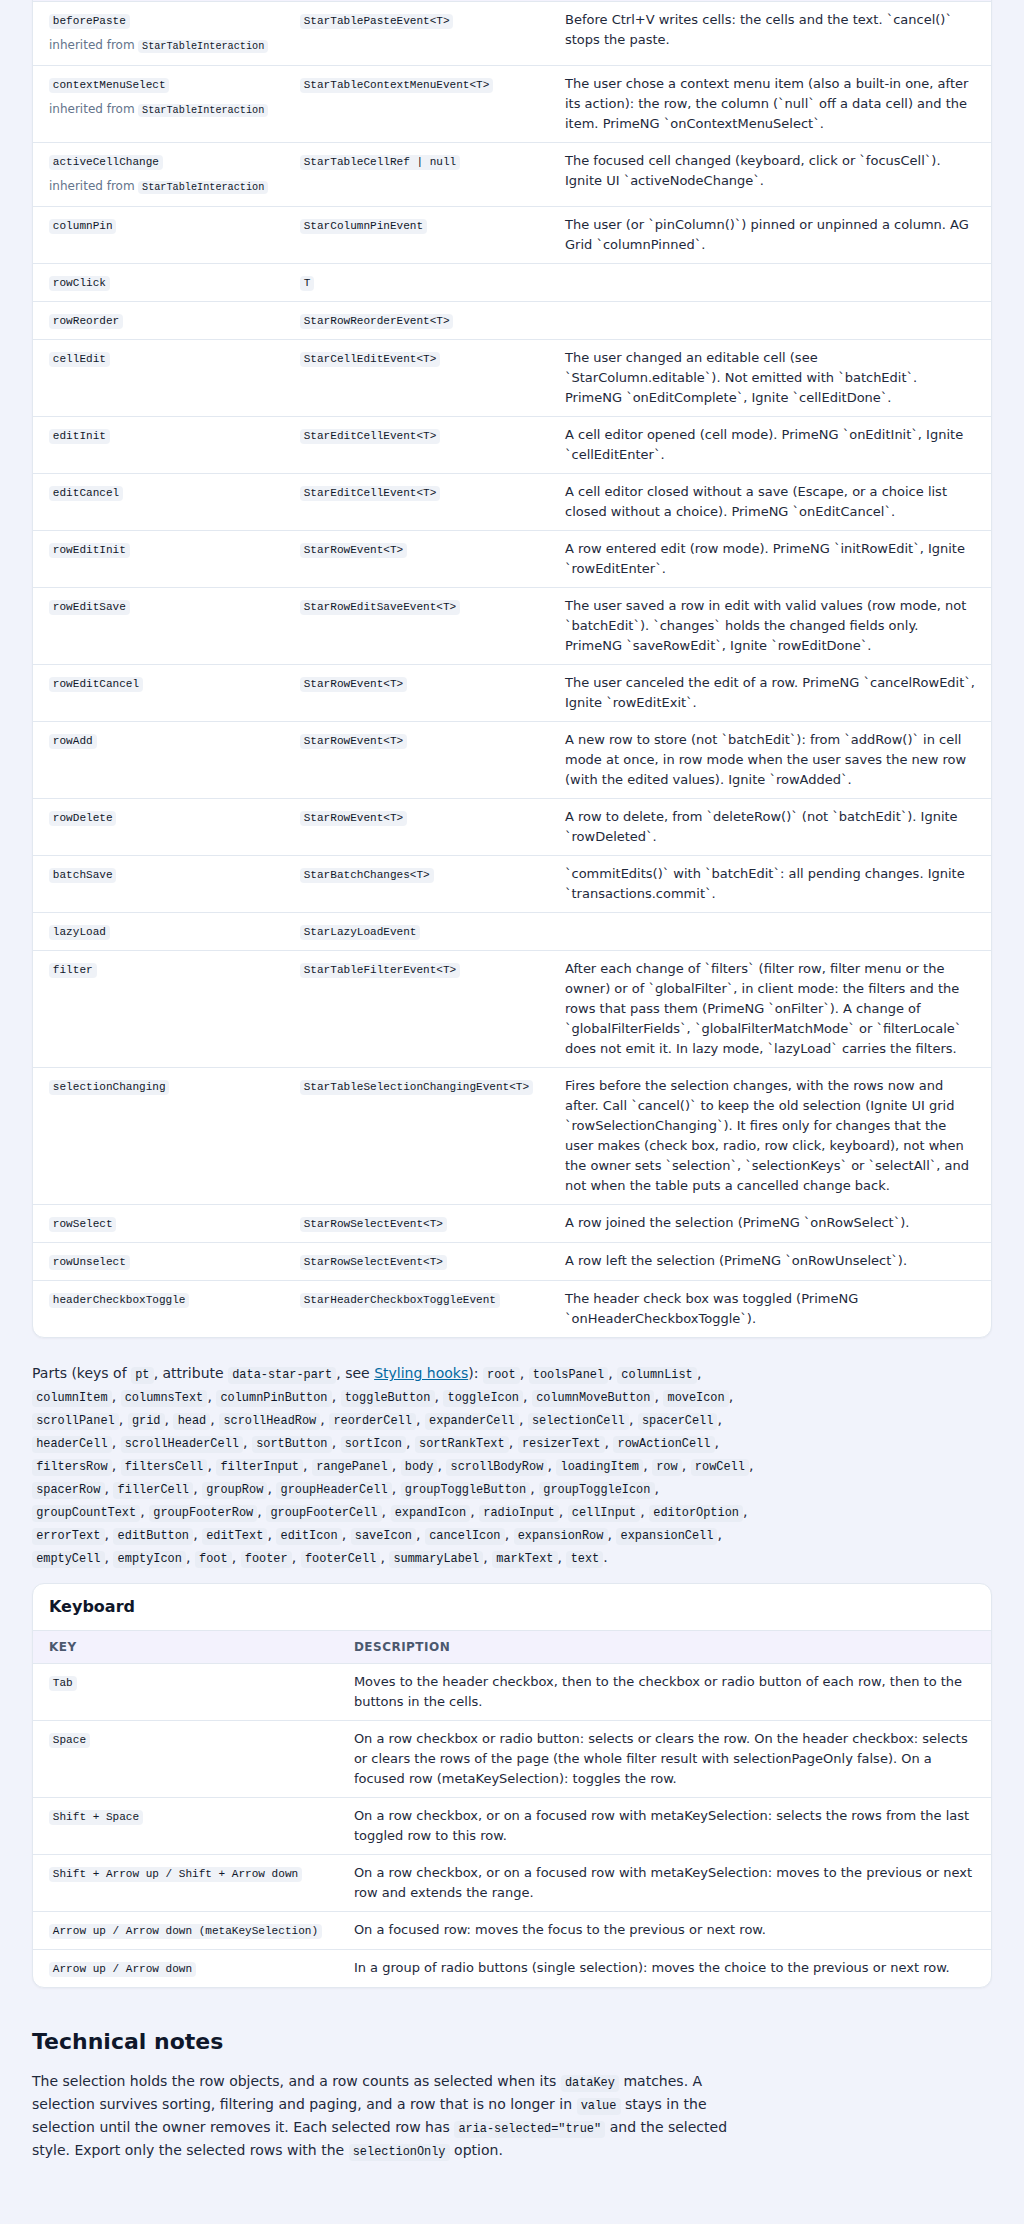 beforePaste StarTablePasteEvent<T> Before Ctrl+V writes cells: the cells and the text. `cancel()`
inherited from StarTableInteraction stops the paste.
contextMenuSelect StarTableContextMenuEvent<T> The user chose a context menu item (also a built-in one, after
inherited from StarTableInteraction its action): the row, the column (`null` off a data cell) and the
item. PrimeNG `onContextMenuSelect`.
activeCellChange StarTableCellRef | null The focused cell changed (keyboard, click or `focusCell`).
inherited from StarTableInteraction Ignite UI `activeNodeChange`.
columnPin StarColumnPinEvent The user (or `pinColumn()`) pinned or unpinned a column. AG
Grid `columnPinned`.
rowClick T
rowReorder StarRowReorderEvent<T>
cellEdit StarCellEditEvent<T> The user changed an editable cell (see
`StarColumn.editable`). Not emitted with `batchEdit`.
PrimeNG `onEditComplete`, Ignite `cellEditDone`.
editInit StarEditCellEvent<T> A cell editor opened (cell mode). PrimeNG `onEditInit`, Ignite
`cellEditEnter`.
editCancel StarEditCellEvent<T> A cell editor closed without a save (Escape, or a choice list
closed without a choice). PrimeNG `onEditCancel`.
rowEditInit StarRowEvent<T> A row entered edit (row mode). PrimeNG `initRowEdit`, Ignite
`rowEditEnter`.
rowEditSave StarRowEditSaveEvent<T> The user saved a row in edit with valid values (row mode, not
`batchEdit`). `changes` holds the changed fields only.
PrimeNG `saveRowEdit`, Ignite `rowEditDone`.
rowEditCancel StarRowEvent<T> The user canceled the edit of a row. PrimeNG `cancelRowEdit`,
Ignite `rowEditExit`.
rowAdd StarRowEvent<T> A new row to store (not `batchEdit`): from `addRow()` in cell
mode at once, in row mode when the user saves the new row
(with the edited values). Ignite `rowAdded`.
rowDelete StarRowEvent<T> A row to delete, from `deleteRow()` (not `batchEdit`). Ignite
`rowDeleted`.
batchSave StarBatchChanges<T> `commitEdits()` with `batchEdit`: all pending changes. Ignite
`transactions.commit`.
lazyLoad StarLazyLoadEvent
filter StarTableFilterEvent<T> After each change of `filters` (filter row, filter menu or the
owner) or of `globalFilter`, in client mode: the filters and the
rows that pass them (PrimeNG `onFilter`). A change of
`globalFilterFields`, `globalFilterMatchMode` or `filterLocale`
does not emit it. In lazy mode, `lazyLoad` carries the filters.
selectionChanging StarTableSelectionChangingEvent<T> Fires before the selection changes, with the rows now and
after. Call `cancel()` to keep the old selection (Ignite UI grid
`rowSelectionChanging`). It fires only for changes that the
user makes (check box, radio, row click, keyboard), not when
the owner sets `selection`, `selectionKeys` or `selectAll`, and
not when the table puts a cancelled change back.
rowSelect StarRowSelectEvent<T> A row joined the selection (PrimeNG `onRowSelect`).
rowUnselect StarRowSelectEvent<T> A row left the selection (PrimeNG `onRowUnselect`).
headerCheckboxToggle StarHeaderCheckboxToggleEvent The header check box was toggled (PrimeNG
`onHeaderCheckboxToggle`).
Parts (keys of pt, attribute data-star-part, see Styling hooks): root, toolsPanel, columnList,
columnItem, columnsText, columnPinButton, toggleButton, toggleIcon, columnMoveButton, moveIcon,
scrollPanel, grid, head, scrollHeadRow, reorderCell, expanderCell, selectionCell, spacerCell,
headerCell, scrollHeaderCell, sortButton, sortIcon, sortRankText, resizerText, rowActionCell,
filtersRow, filtersCell, filterInput, rangePanel, body, scrollBodyRow, loadingItem, row, rowCell,
spacerRow, fillerCell, groupRow, groupHeaderCell, groupToggleButton, groupToggleIcon,
groupCountText, groupFooterRow, groupFooterCell, expandIcon, radioInput, cellInput, editorOption,
errorText, editButton, editText, editIcon, saveIcon, cancelIcon, expansionRow, expansionCell,
emptyCell, emptyIcon, foot, footer, footerCell, summaryLabel, markText, text.
Keyboard
KEY DESCRIPTION
Tab Moves to the header checkbox, then to the checkbox or radio button of each row, then to the
buttons in the cells.
Space On a row checkbox or radio button: selects or clears the row. On the header checkbox: selects
or clears the rows of the page (the whole filter result with selectionPageOnly false). On a
focused row (metaKeySelection): toggles the row.
Shift + Space On a row checkbox, or on a focused row with metaKeySelection: selects the rows from the last
toggled row to this row.
Shift + Arrow up / Shift + Arrow down On a row checkbox, or on a focused row with metaKeySelection: moves to the previous or next
row and extends the range.
Arrow up / Arrow down (metaKeySelection) On a focused row: moves the focus to the previous or next row.
Arrow up / Arrow down In a group of radio buttons (single selection): moves the choice to the previous or next row.
Technical notes
The selection holds the row objects, and a row counts as selected when its dataKey matches. A
selection survives sorting, filtering and paging, and a row that is no longer in value stays in the
selection until the owner removes it. Each selected row has aria-selected="true" and the selected
style. Export only the selected rows with the selectionOnly option.